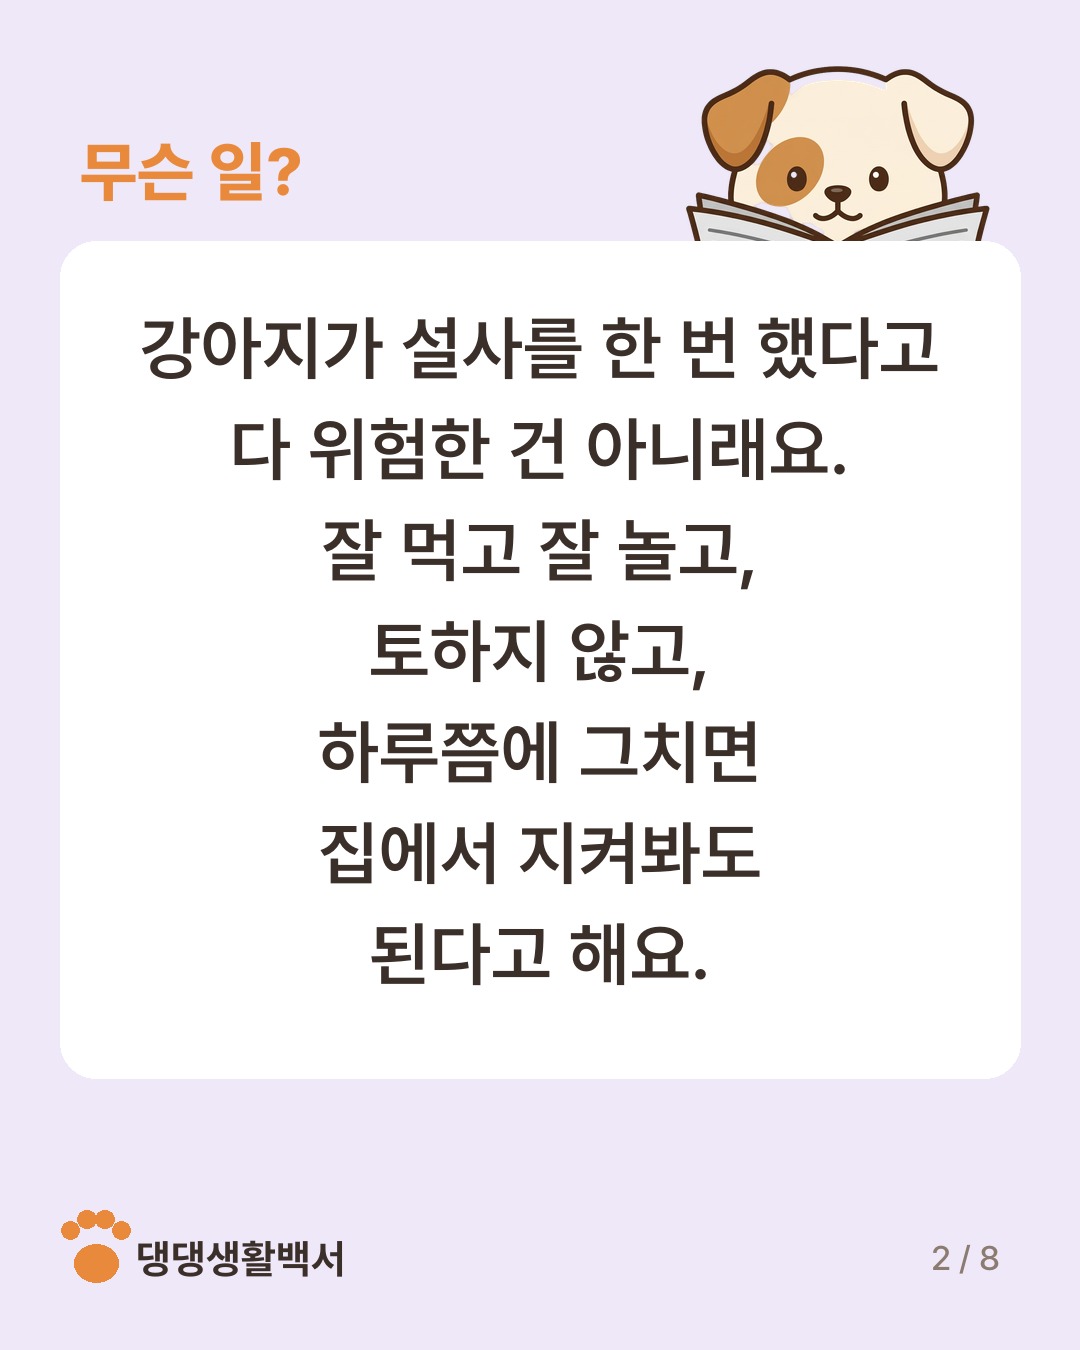 무슨 일?
강아지가 설사를 한 번 했다고
다 위험한 건 아니래요.
잘 먹고 잘 놀고,
토하지 않고,
하루쯤에 그치면
집에서 지켜봐도
된다고 해요.
댕댕생활백서
2 / 8